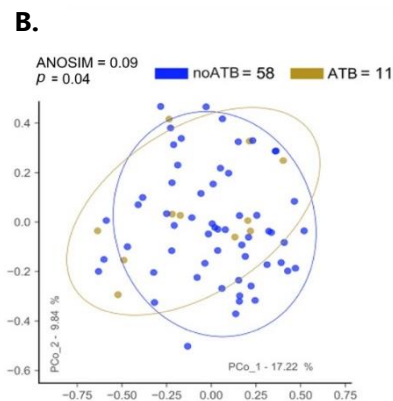 B.
ANOSIM = 0.09
p = 0.04
noATB = 58
ATB = 11
0.4
0.2
0.0
−0.2
−0.4
−0.6
PCo_2 - 9.84 %
PCo_1 - 17.22 %
−0.75 −0.50 −0.25 0.00 0.25 0.50 0.75